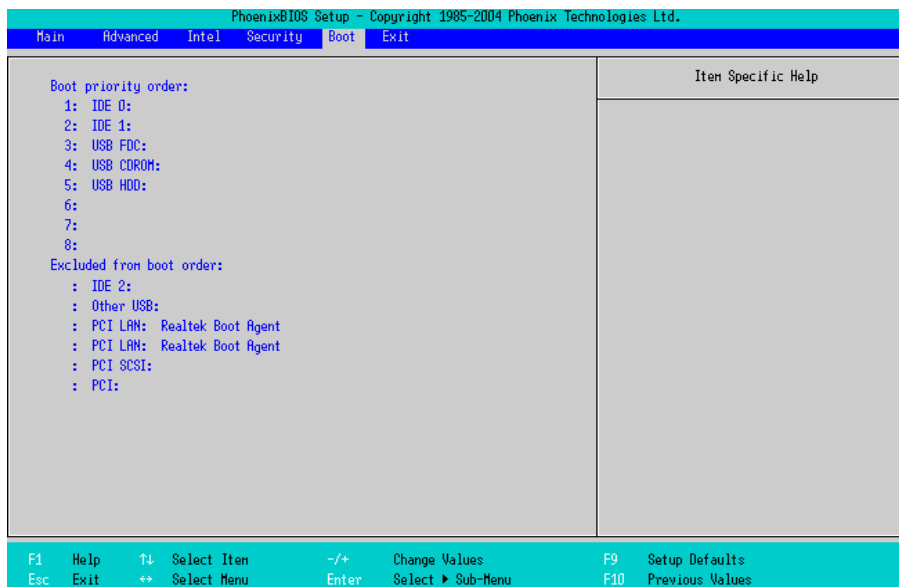 PhoenixBIOS Setup - Copyright 1985-2004 Phoenix Technologies Ltd.
Main Advanced Intel Security Boot Exit
Item Specific Help
Boot priority order:
1: IDE 0:
2: IDE 1:
3: USB FDC:
4: USB CDROM:
5: USB HDD:
6:
7:
8:
Excluded from boot order:
: IDE 2:
: Other USB:
: PCI LAN: Realtek Boot Agent
: PCI LAN: Realtek Boot Agent
: PCI SCSI:
: PCI:
F1 Help ↑↓ Select Item -/+ Change Values F9 Setup Defaults
Esc Exit ↔ Select Menu Enter Select ▶ Sub-Menu F10 Previous Values